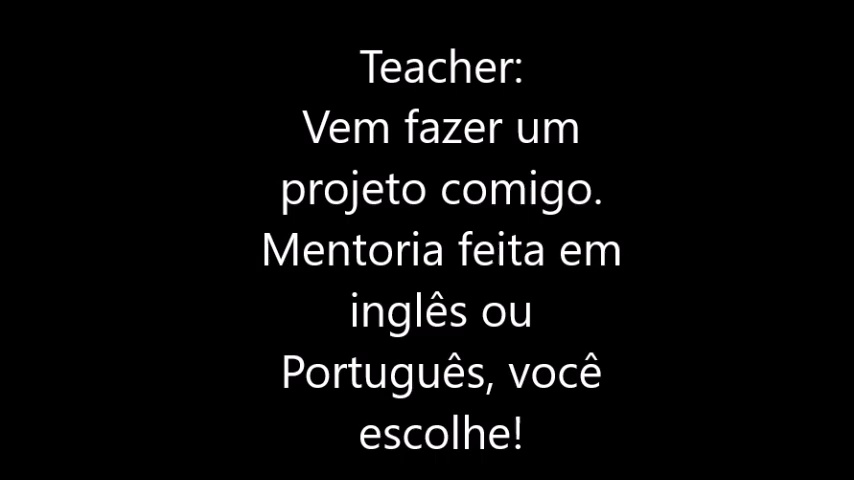 Teacher:
Vem fazer um
projeto comigo.
Mentoria feita em
inglês ou
Português, você
escolhe!